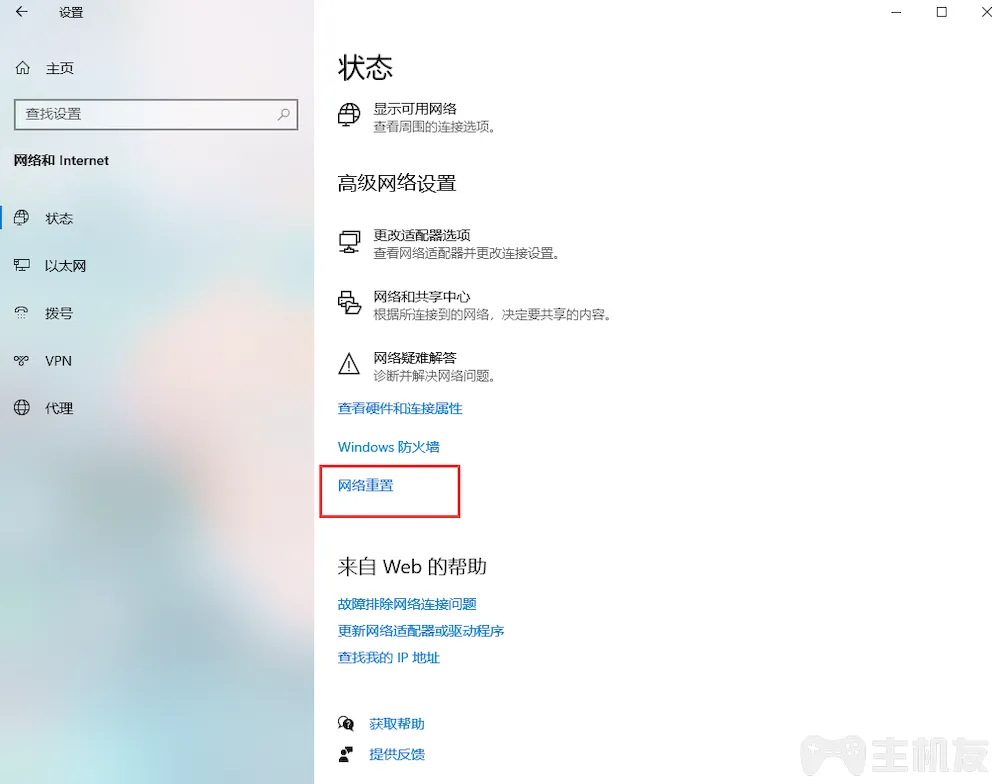 设置
主页
查找设置
网络和 Internet
状态
以太网
拨号
VPN
代理
状态
显示可用网络
查看周围的连接选项。
高级网络设置
更改适配器选项
查看网络适配器并更改连接设置。
网络和共享中心
根据所连接到的网络，决定要共享的内容。
网络疑难解答
诊断并解决网络问题。
查看硬件和连接属性
Windows 防火墙
网络重置
来自 Web 的帮助
故障排除网络连接问题
更新网络适配器或驱动程序
查找我的 IP 地址
获取帮助
提供反馈
主机友